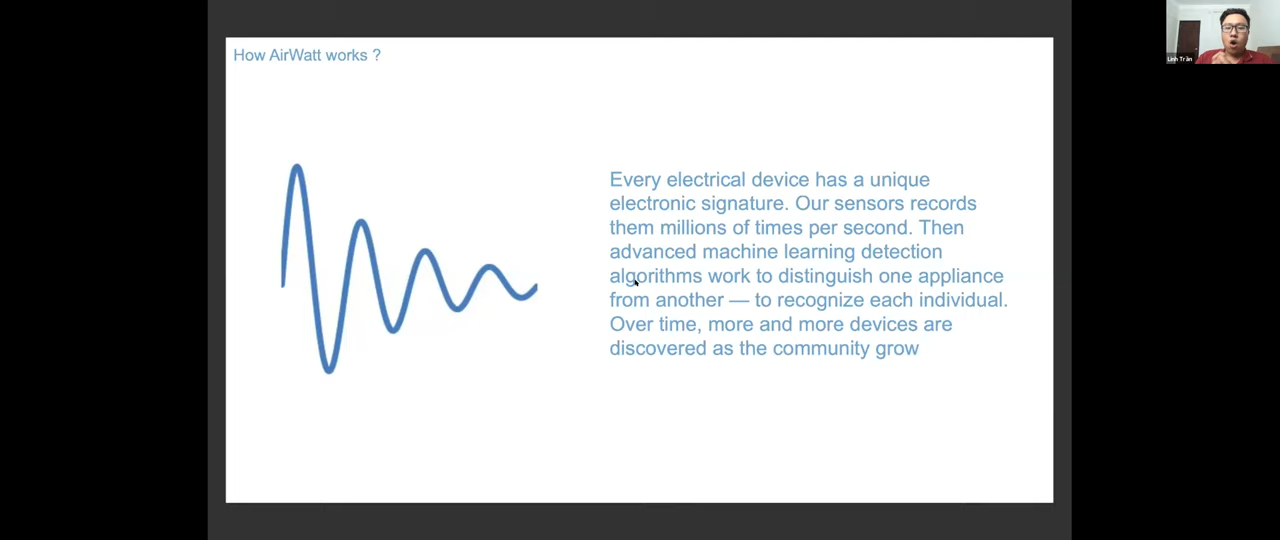 How AirWatt works ?
Linh Trần
Every electrical device has a unique
electronic signature. Our sensors records
them millions of times per second. Then
advanced machine learning detection
algorithms work to distinguish one appliance
from another — to recognize each individual.
Over time, more and more devices are
discovered as the community grow